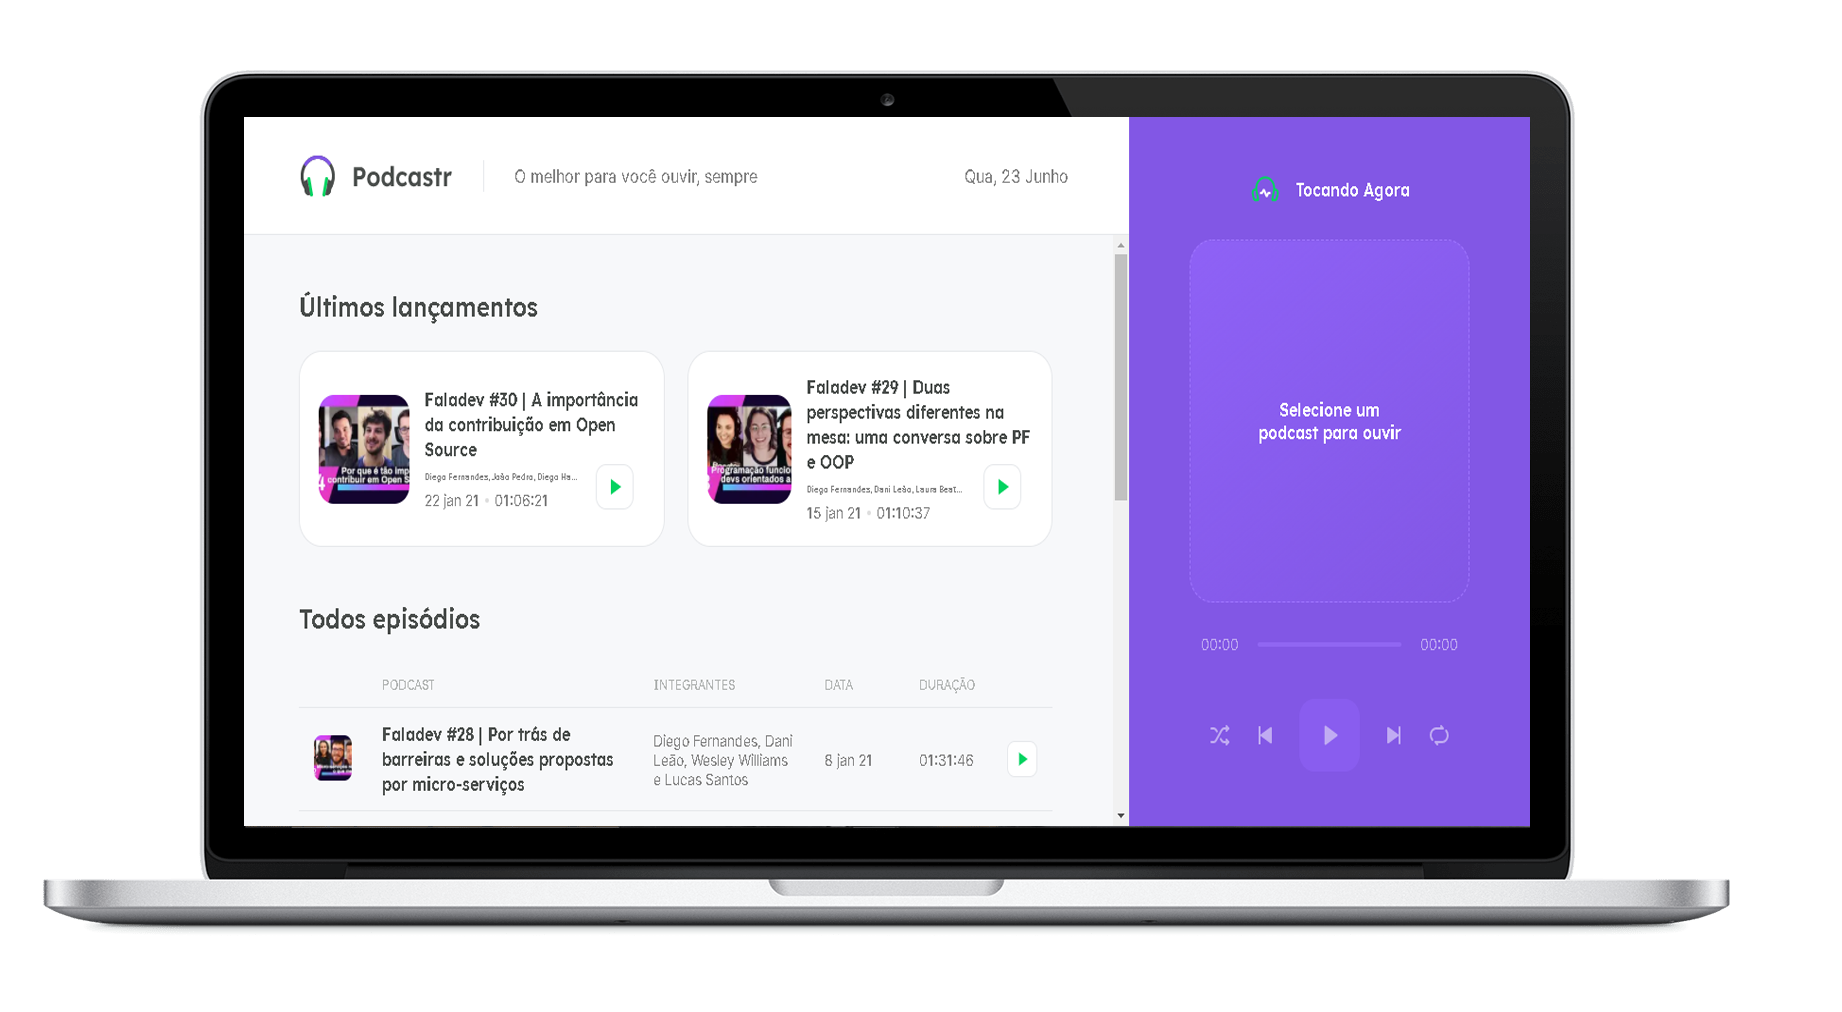 Podcastr
O melhor para você ouvir, sempre
Qua, 23 Junho
Últimos lançamentos
Por que é tão imp
contribuir em Open S
Faladev #30 | A importância
da contribuição em Open
Source
Diego Fernandes, João Pedro, Diego Ha...
22 jan 21 • 01:06:21
Programação funcio
devs orientados a
Faladev #29 | Duas
perspectivas diferentes na
mesa: uma conversa sobre PF
e OOP
Diego Fernandes, Dani Leão, Laura Beat...
15 jan 21 • 01:10:37
Todos episódios
PODCAST
INTEGRANTES
DATA
DURAÇÃO
Faladev #28 | Por trás de
barreiras e soluções propostas
por micro-serviços
Diego Fernandes, Dani
Leão, Wesley Williams
e Lucas Santos
8 jan 21
01:31:46
Tocando Agora
Selecione um
podcast para ouvir
00:00
00:00